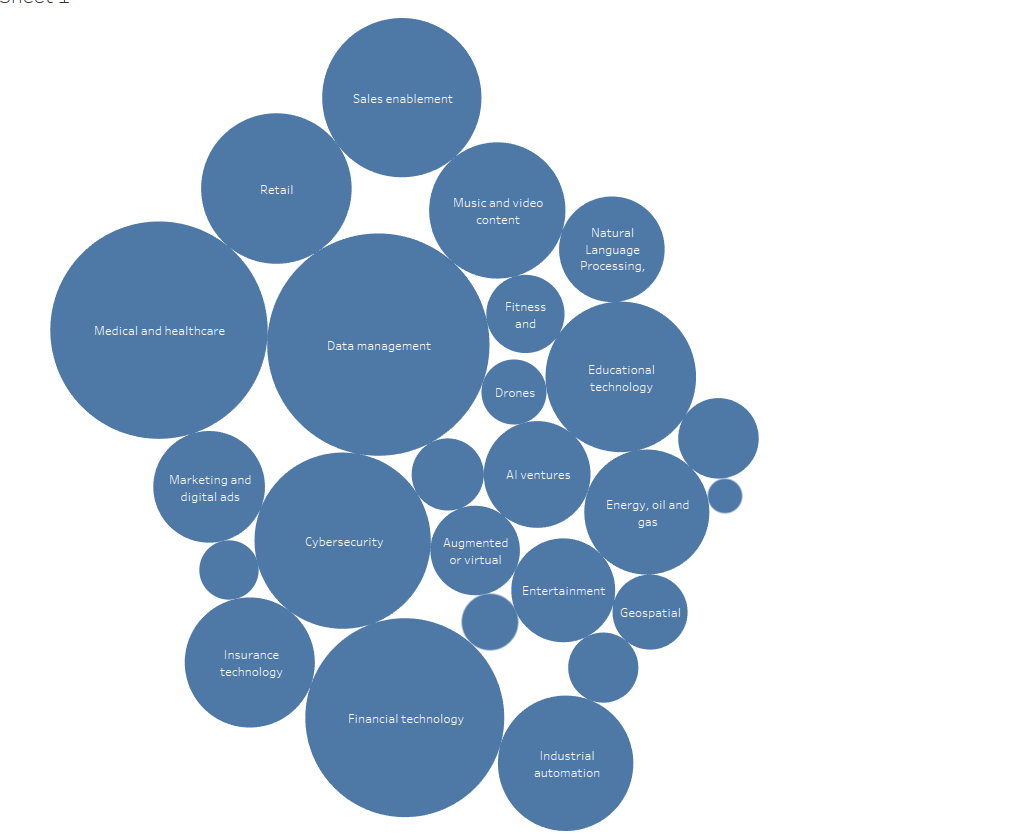 Sheet 1
Sales enablement
Retail
Music and video
content
Natural
Language
Processing,
Fitness
and
Medical and healthcare
Data management
Educational
technology
Drones
AI ventures
Marketing and
digital ads
Energy, oil and
gas
Cybersecurity
Augmented
or virtual
Entertainment
Geospatial
Insurance
technology
Financial technology
Industrial
automation